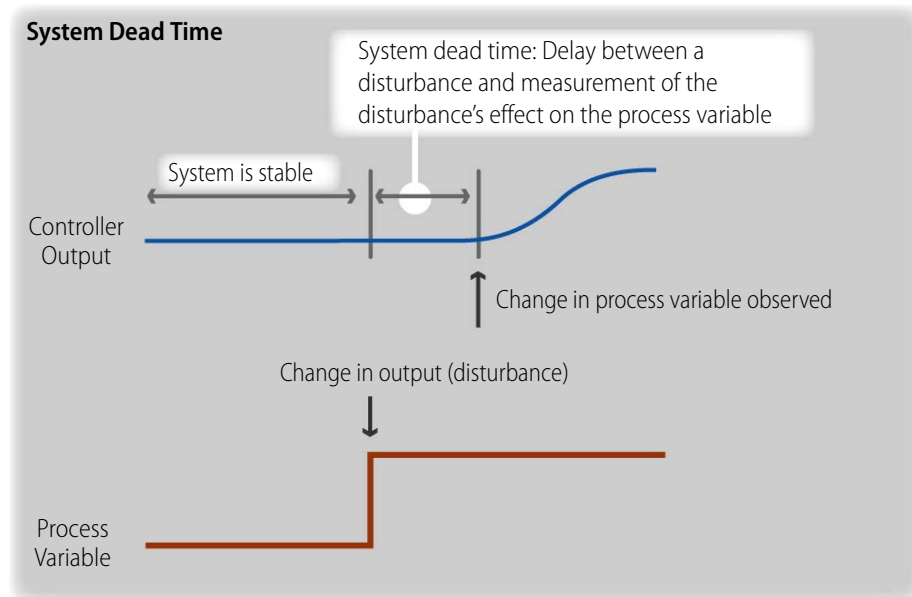 System Dead Time
System dead time: Delay between a
disturbance and measurement of the
disturbance's effect on the process variable
System is stable
Controller
Output
Change in process variable observed
Change in output (disturbance)
Process
Variable